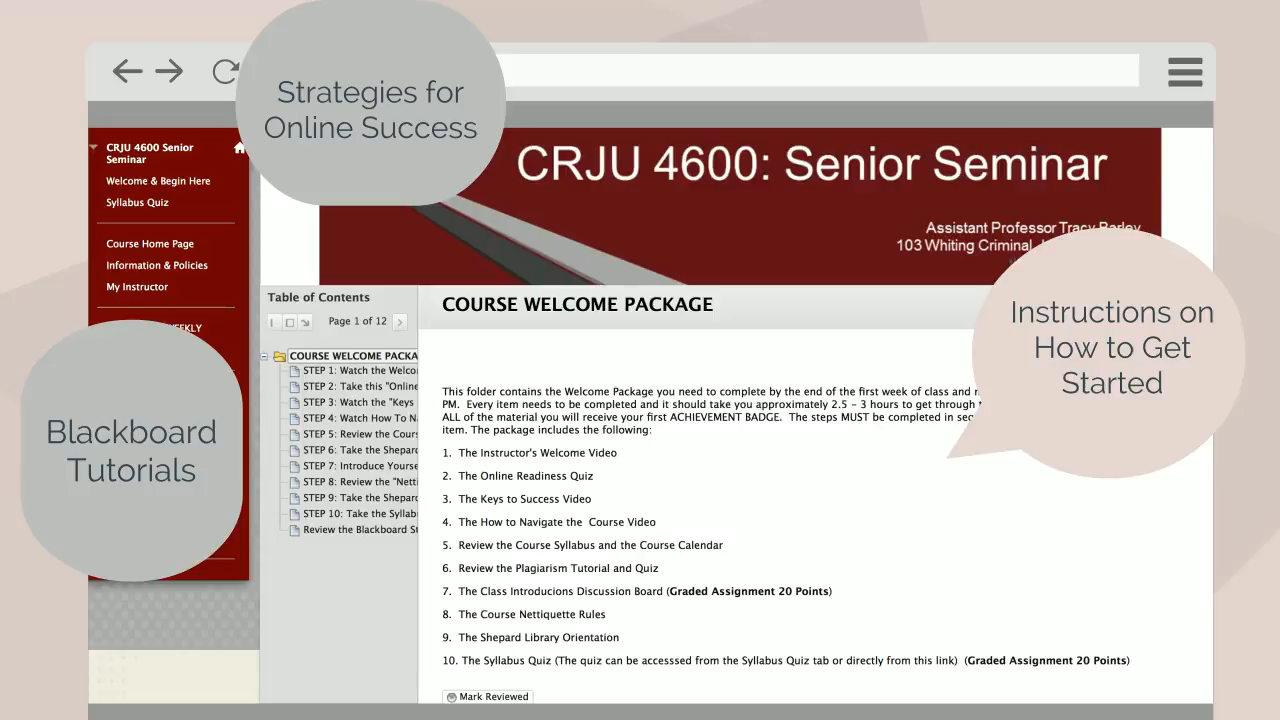 Strategies for
Online Success
CRJU 4600 Senior
Seminar
Welcome & Begin Here
Syllabus Quiz
Course Home Page
Information & Policies
My Instructor
Blackboard
Tutorials
CRJU 4600: Senior Seminar
Assistant Professor Tracy
103 Whiting Criminal
Instructions on
How to Get
Started
Table of Contents
Page 1 of 12
COURSE WELCOME
STEP 1: Watch the
STEP 2: Take this "Online
STEP 3: Watch the "Keys
STEP 4: Watch How To
STEP 5: Review the
STEP 6: Take the
STEP 7: Introduce
STEP 8: Review the
STEP 9: Take the
STEP 10: Take the
Review the Blackboard
COURSE WELCOME PACKAGE
This folder contains the Welcome Package you need to complete by the end of the first week of class and
PM. Every item needs to be completed and it should take you approximately 2.5 - 3 hours to get through
ALL of the material you will receive your first ACHIEVEMENT BADGE. The steps MUST be completed in
item. The package includes the following:
1. The Instructor's Welcome Video
2. The Online Readiness Quiz
3. The Keys to Success Video
4. The How to Navigate the Course Video
5. Review the Course Syllabus and the Course Calendar
6. Review the Plagiarism Tutorial and Quiz
7. The Class Introducions Discussion Board (Graded Assignment 20 Points)
8. The Course Nettiquette Rules
9. The Shepard Library Orientation
10. The Syllabus Quiz (The quiz can be accesssed from the Syllabus Quiz tab or directly from this link) (Graded Assignment 20 Points)
Mark Reviewed